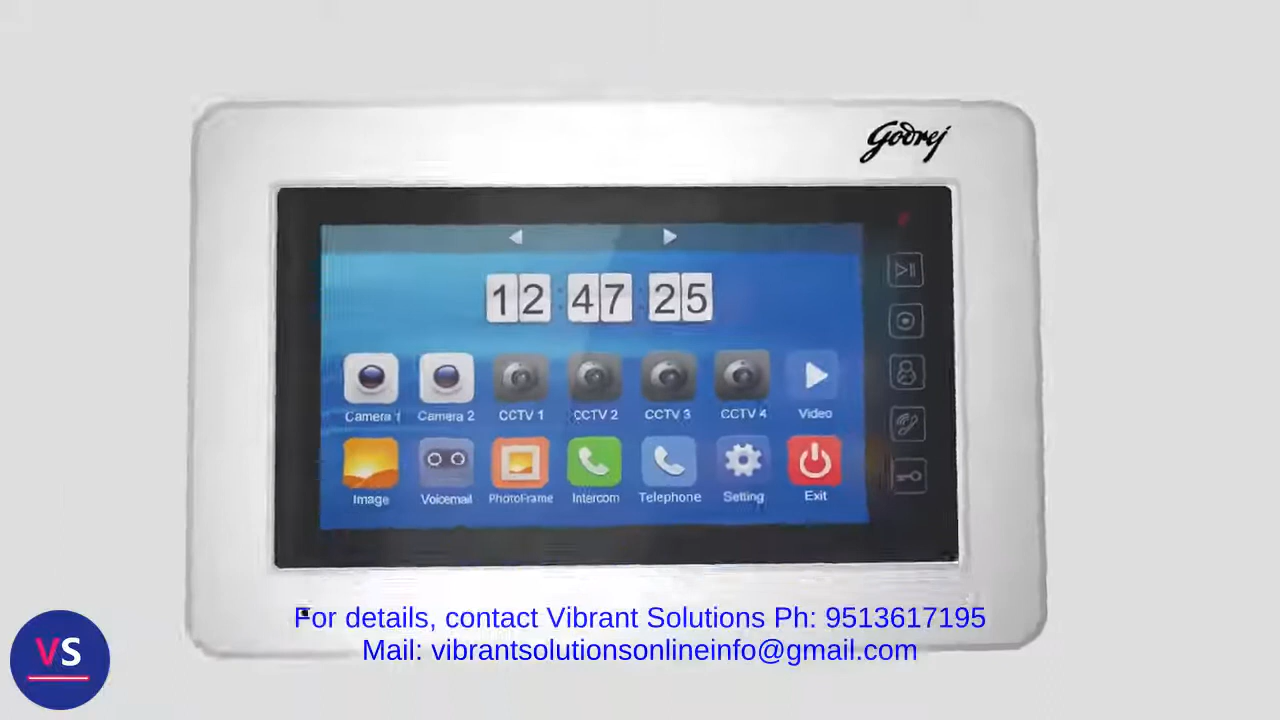 Godrej
12:47:25
Camera 1
Camera 2
CCTV 1
CCTV 2
CCTV 3
CCTV 4
Video
Image
Voicemail
PhotoFrame
Intercom
Telephone
Setting
Exit
For details, contact Vibrant Solutions Ph: 9513617195
Mail: vibrantsolutionsonlineinfo@gmail.com
VS